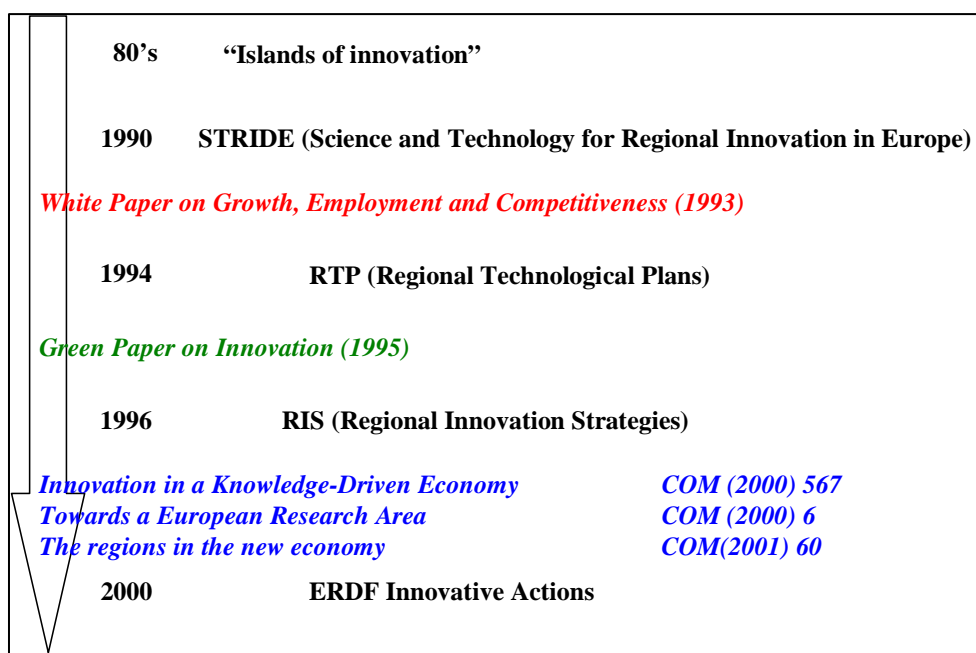 80’s “Islands of innovation”
1990 STRIDE (Science and Technology for Regional Innovation in Europe)
White Paper on Growth, Employment and Competitiveness (1993)
1994 RTP (Regional Technological Plans)
Green Paper on Innovation (1995)
1996 RIS (Regional Innovation Strategies)
Innovation in a Knowledge-Driven Economy COM (2000) 567
Towards a European Research Area COM (2000) 6
The regions in the new economy COM(2001) 60
2000 ERDF Innovative Actions